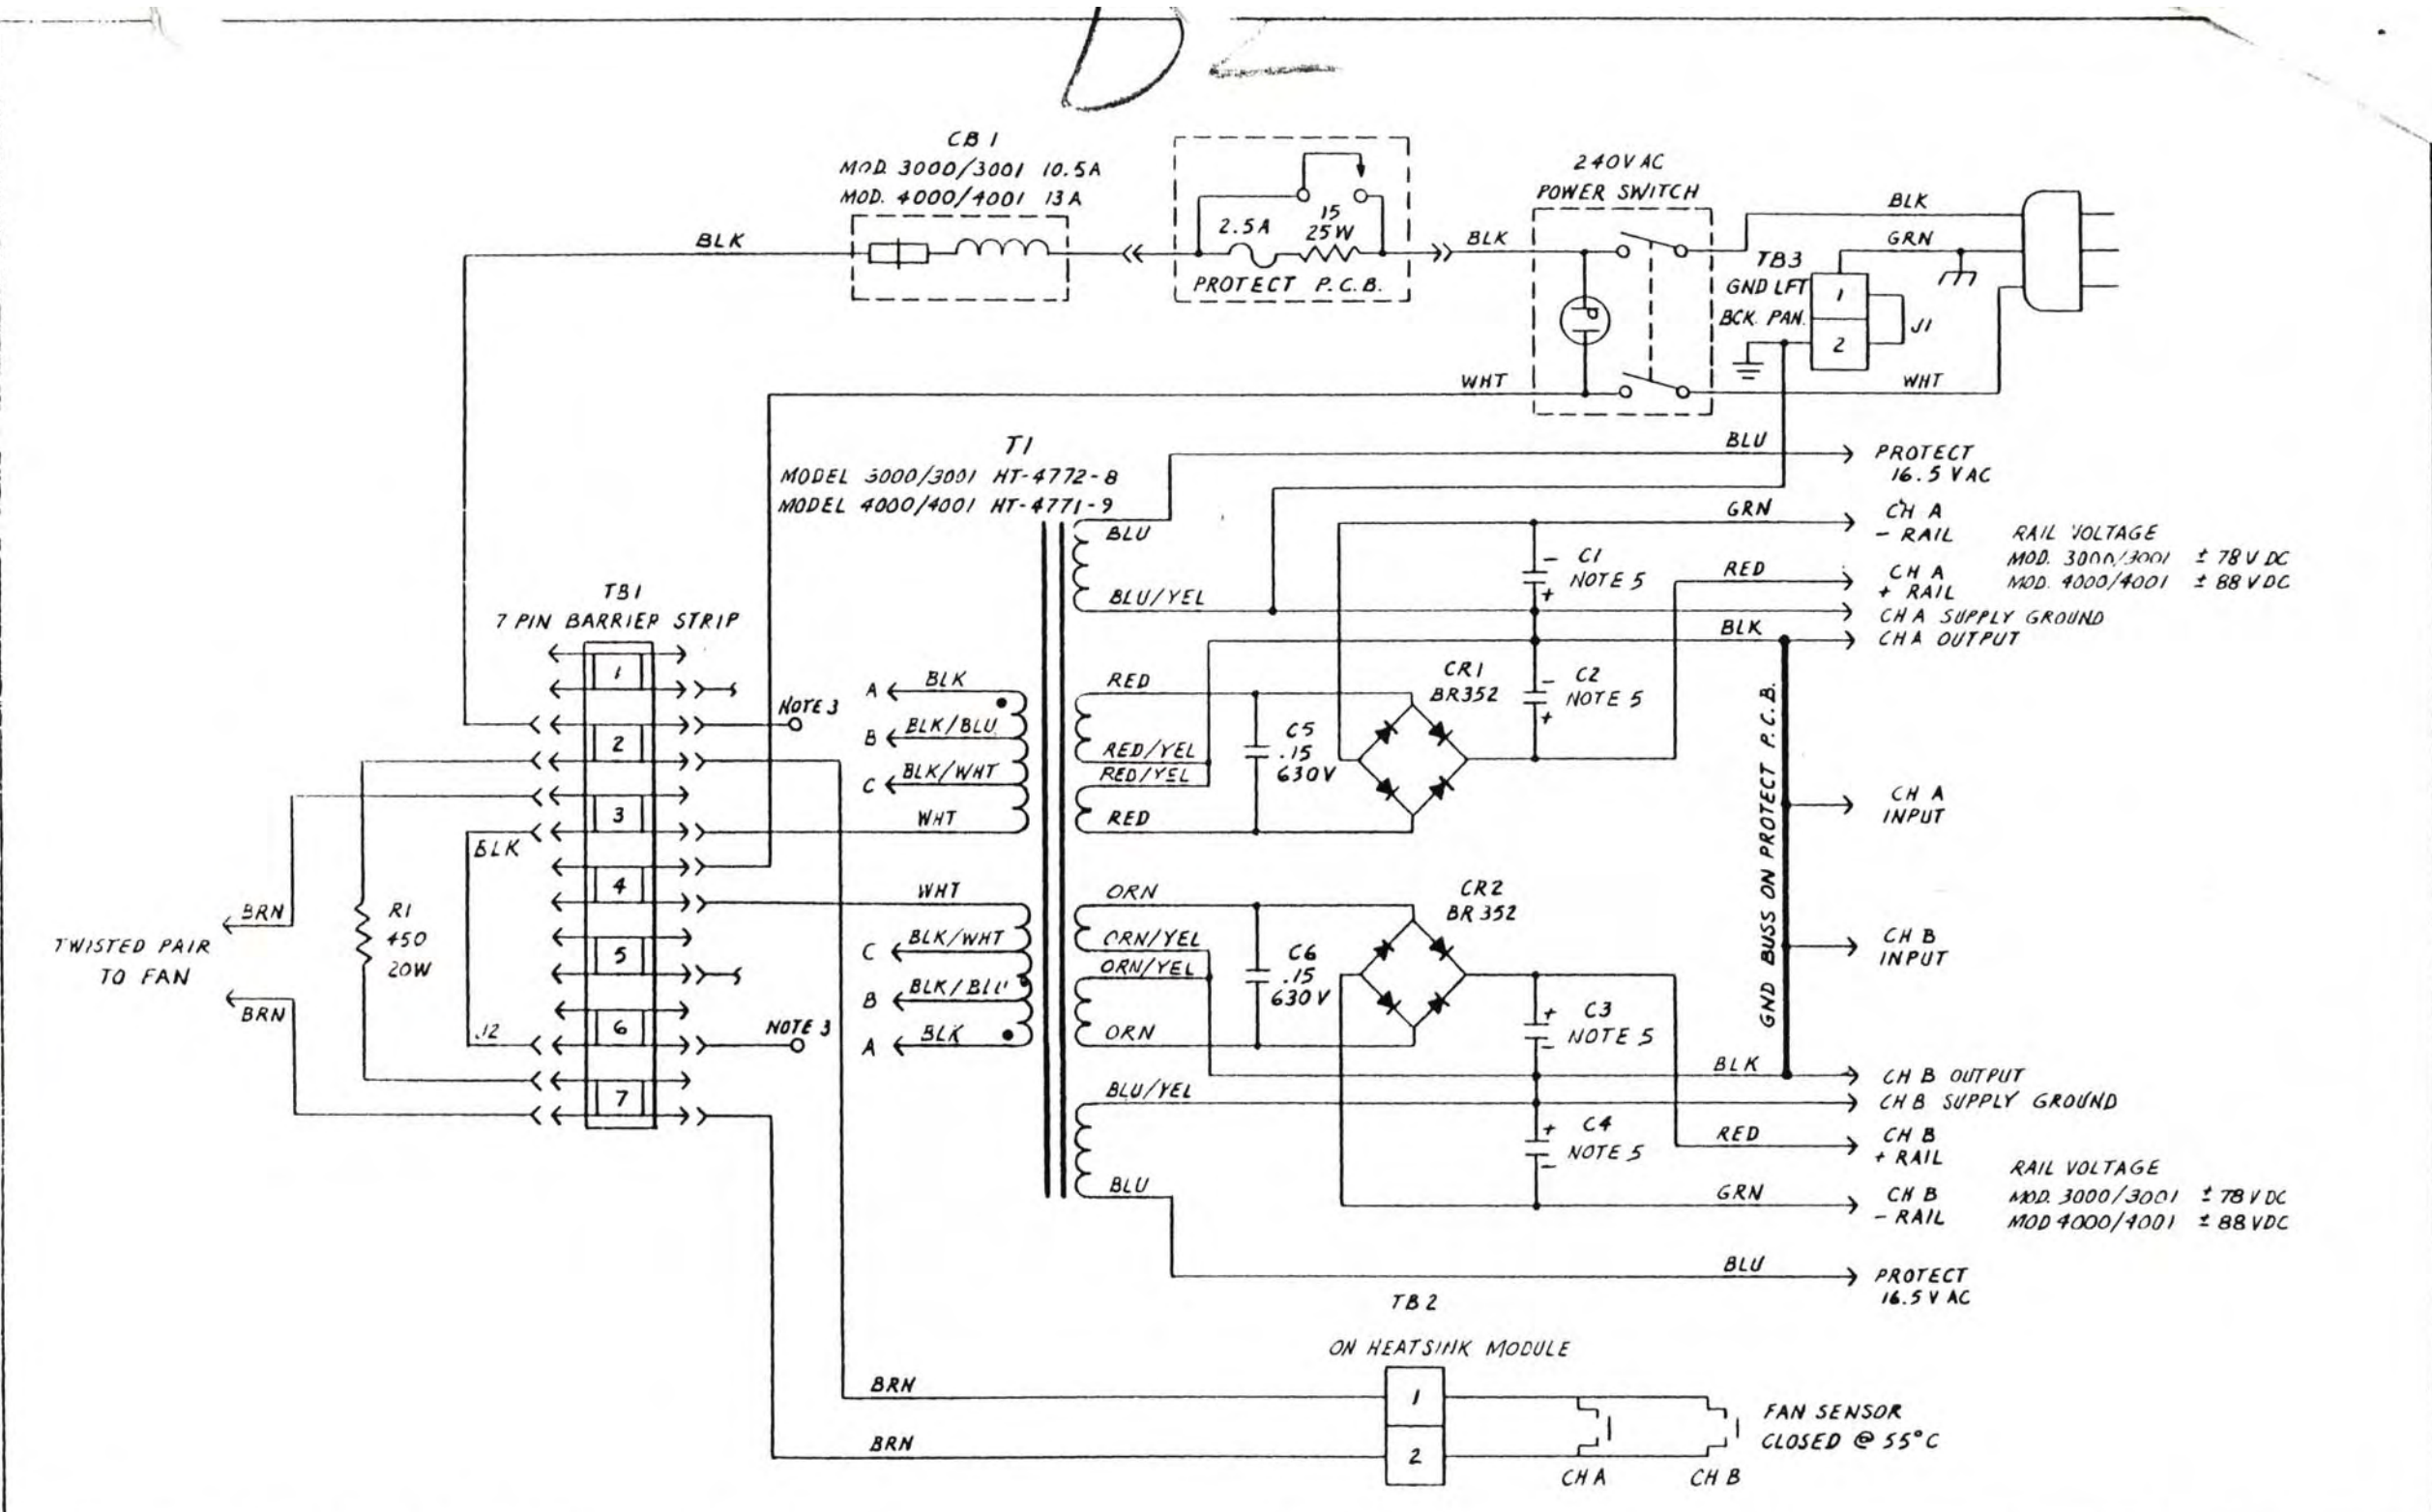 D2
CB 1
MOD. 3000/3001 10.5A
MOD. 4000/4001 13A
BLK
2.5A
15
25W
PROTECT P.C.B.
BLK
240VAC
POWER SWITCH
BLK
GRN
TB3
GND LFT
BCK. PAN.
1
2
J1
WHT
WHT
T1
MODEL 3000/3001 HT-4772-8
MODEL 4000/4001 HT-4771-9
BLU
PROTECT
16.5 VAC
BLU
GRN
CH A
- RAIL
C1
NOTE 5
-
+
RED
CH A
+ RAIL
RAIL VOLTAGE
MOD. 3000/3001 ± 78 V DC
MOD. 4000/4001 ± 88 V DC
BLU/YEL
CH A SUPPLY GROUND
BLK
CH A OUTPUT
TB1
7 PIN BARRIER STRIP
1
2
3
4
5
6
7
NOTE 3
A
BLK
B
BLK/BLU
C
BLK/WHT
WHT
RED
RED/YEL
RED/YEL
RED
C5
.15
630V
CR1
BR352
-
C2
NOTE 5
+
GND BUSS ON PROTECT P.C.B.
CH A
INPUT
BLK
WHT
C
BLK/WHT
B
BLK/BLU
A
BLK
ORN
ORN/YEL
ORN/YEL
ORN
C6
.15
630V
CR2
BR 352
CH B
INPUT
BRN
R1
450
20W
TWISTED PAIR
TO FAN
BRN
J2
NOTE 3
+
C3
NOTE 5
-
BLK
CH B OUTPUT
BLU/YEL
CH B SUPPLY GROUND
+
C4
NOTE 5
-
RED
CH B
+ RAIL
BLU
GRN
CH B
- RAIL
RAIL VOLTAGE
MOD. 3000/3001 ± 78 V DC
MOD 4000/4001 ± 88 VDC
BLU
PROTECT
16.5 V AC
TB 2
ON HEATSINK MODULE
BRN
1
BRN
2
FAN SENSOR
CLOSED @ 55°C
CH A
CH B